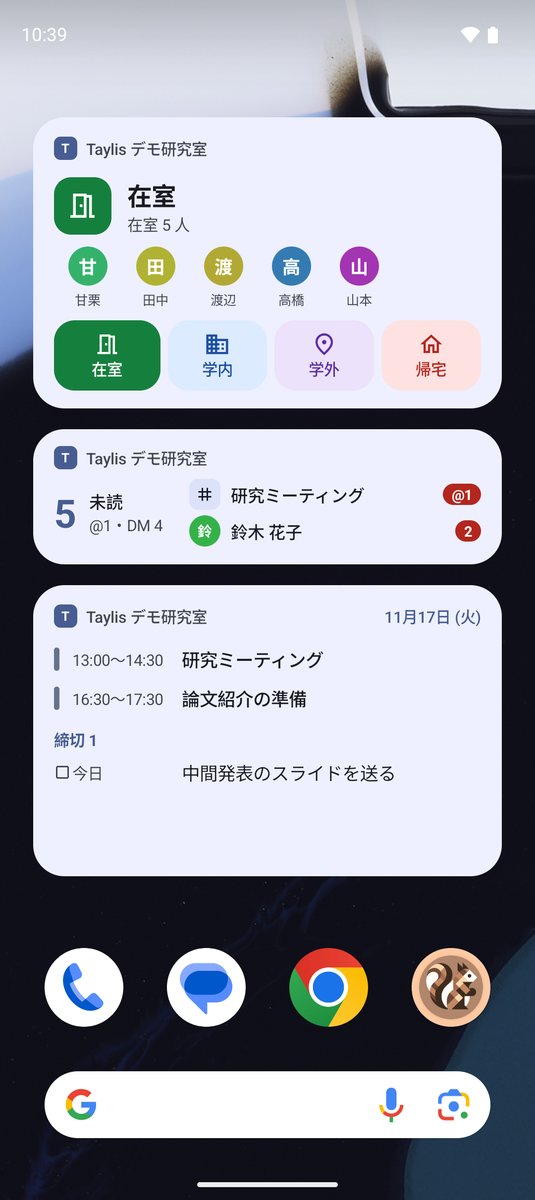 10:39
T Taylis デモ研究室
在室
在室 5 人
甘 田 渡 高 山
甘栗 田中 渡辺 高橋 山本
在室 学内 学外 帰宅
T Taylis デモ研究室
5 未読
@1・DM 4
# 研究ミーティング @1
鈴 鈴木 花子 2
T Taylis デモ研究室 11月17日 (火)
13:00〜14:30 研究ミーティング
16:30〜17:30 論文紹介の準備
締切 1
今日 中間発表のスライドを送る
G